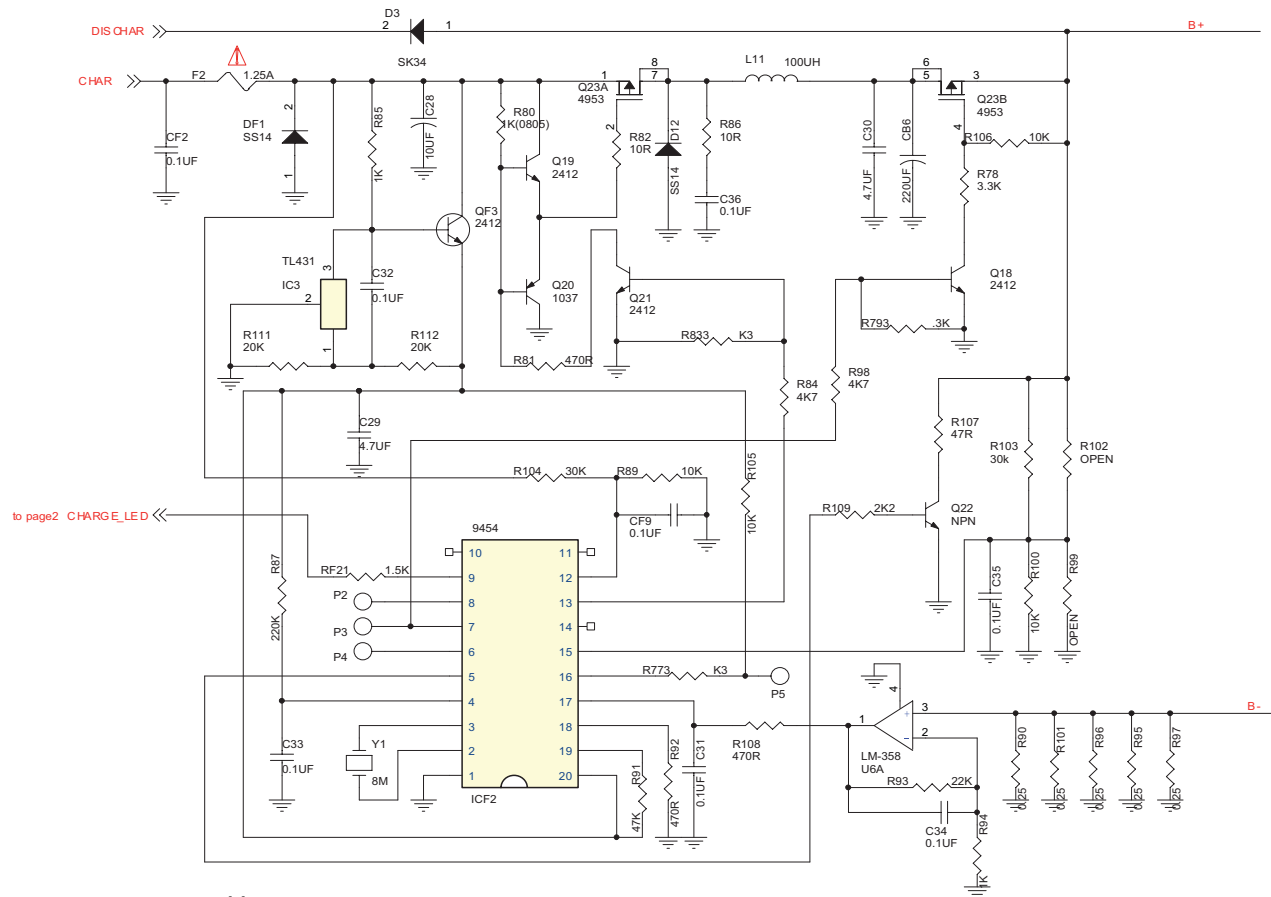 D3
2
1
DISCHAR
B+
SK34
CHAR
F2
1.25A
L11
100UH
8
7
1
Q23A
4953
6
5
3
Q23B
4953
2
DF1
SS14
1
CF2
0.1UF
R85
1K
C28
10UF
R80
1K(0805)
2
R82
10R
D12
SS14
R86
10R
C30
4.7UF
CB6
220UF
4
R106
10K
Q19
2412
R78
3.3K
C36
0.1UF
QF3
2412
TL431
3
IC3
2
1
C32
0.1UF
Q20
1037
Q21
2412
Q18
2412
R111
20K
R112
20K
R833
K3
R793
.3K
R81
470R
R84
4K7
R98
4K7
C29
4.7UF
R107
47R
R103
30k
R102
OPEN
R104
30K
R89
10K
R105
10K
to page2 CHARGE_LED
CF9
0.1UF
R109
2K2
Q22
NPN
9454
10
11
9
12
8
13
7
14
6
15
5
16
4
17
3
18
2
19
1
20
ICF2
RF21
1.5K
R87
220K
P2
P3
P4
C35
0.1UF
R100
10K
R99
OPEN
R773
K3
P5
C33
0.1UF
Y1
8M
R91
47K
R92
470R
C31
0.1UF
R108
470R
1
4
3
2
+
-
LM-358
U6A
B-
R90
0.25
R101
0.25
R96
0.25
R95
0.25
R97
0.25
R93
22K
C34
0.1UF
R94
1K